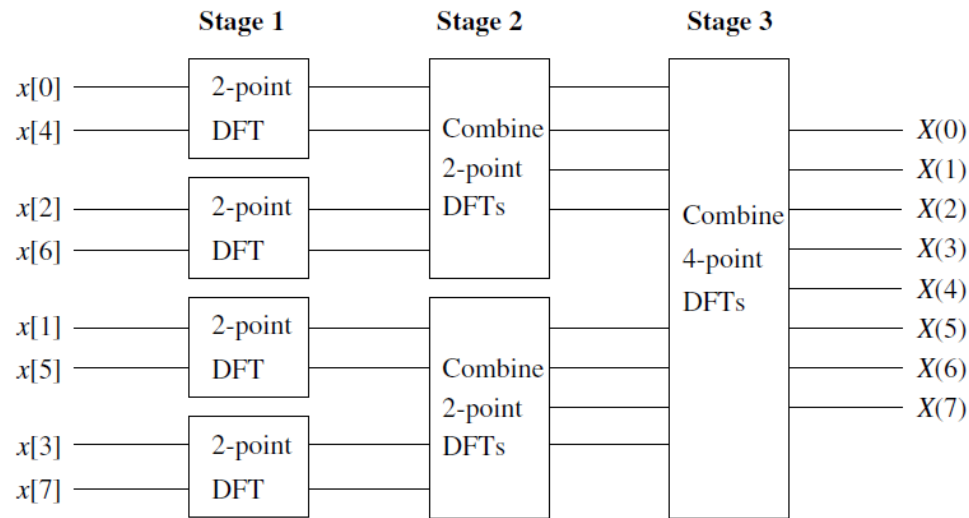 Stage 1 Stage 2 Stage 3
x[0] 2-point
x[4] DFT Combine X(0)
2-point X(1)
x[2] 2-point DFTs Combine X(2)
x[6] DFT 4-point X(3)
DFTs X(4)
x[1] 2-point X(5)
x[5] DFT Combine X(6)
2-point X(7)
x[3] 2-point DFTs
x[7] DFT